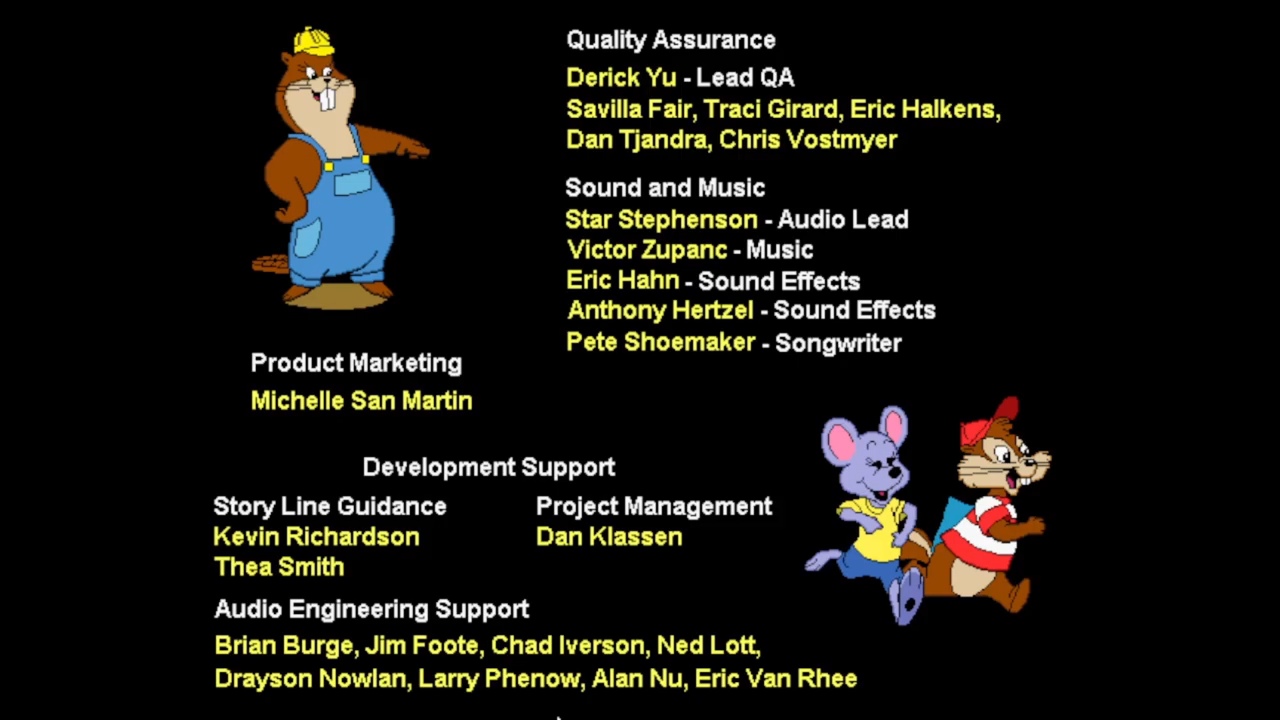 Quality Assurance
Derick Yu - Lead QA
Savilla Fair, Traci Girard, Eric Halkens,
Dan Tjandra, Chris Vostmyer
Sound and Music
Star Stephenson - Audio Lead
Victor Zupanc - Music
Eric Hahn - Sound Effects
Anthony Hertzel - Sound Effects
Pete Shoemaker - Songwriter
Product Marketing
Michelle San Martin
Development Support
Story Line Guidance
Kevin Richardson
Thea Smith
Project Management
Dan Klassen
Audio Engineering Support
Brian Burge, Jim Foote, Chad Iverson, Ned Lott,
Drayson Nowlan, Larry Phenow, Alan Nu, Eric Van Rhee